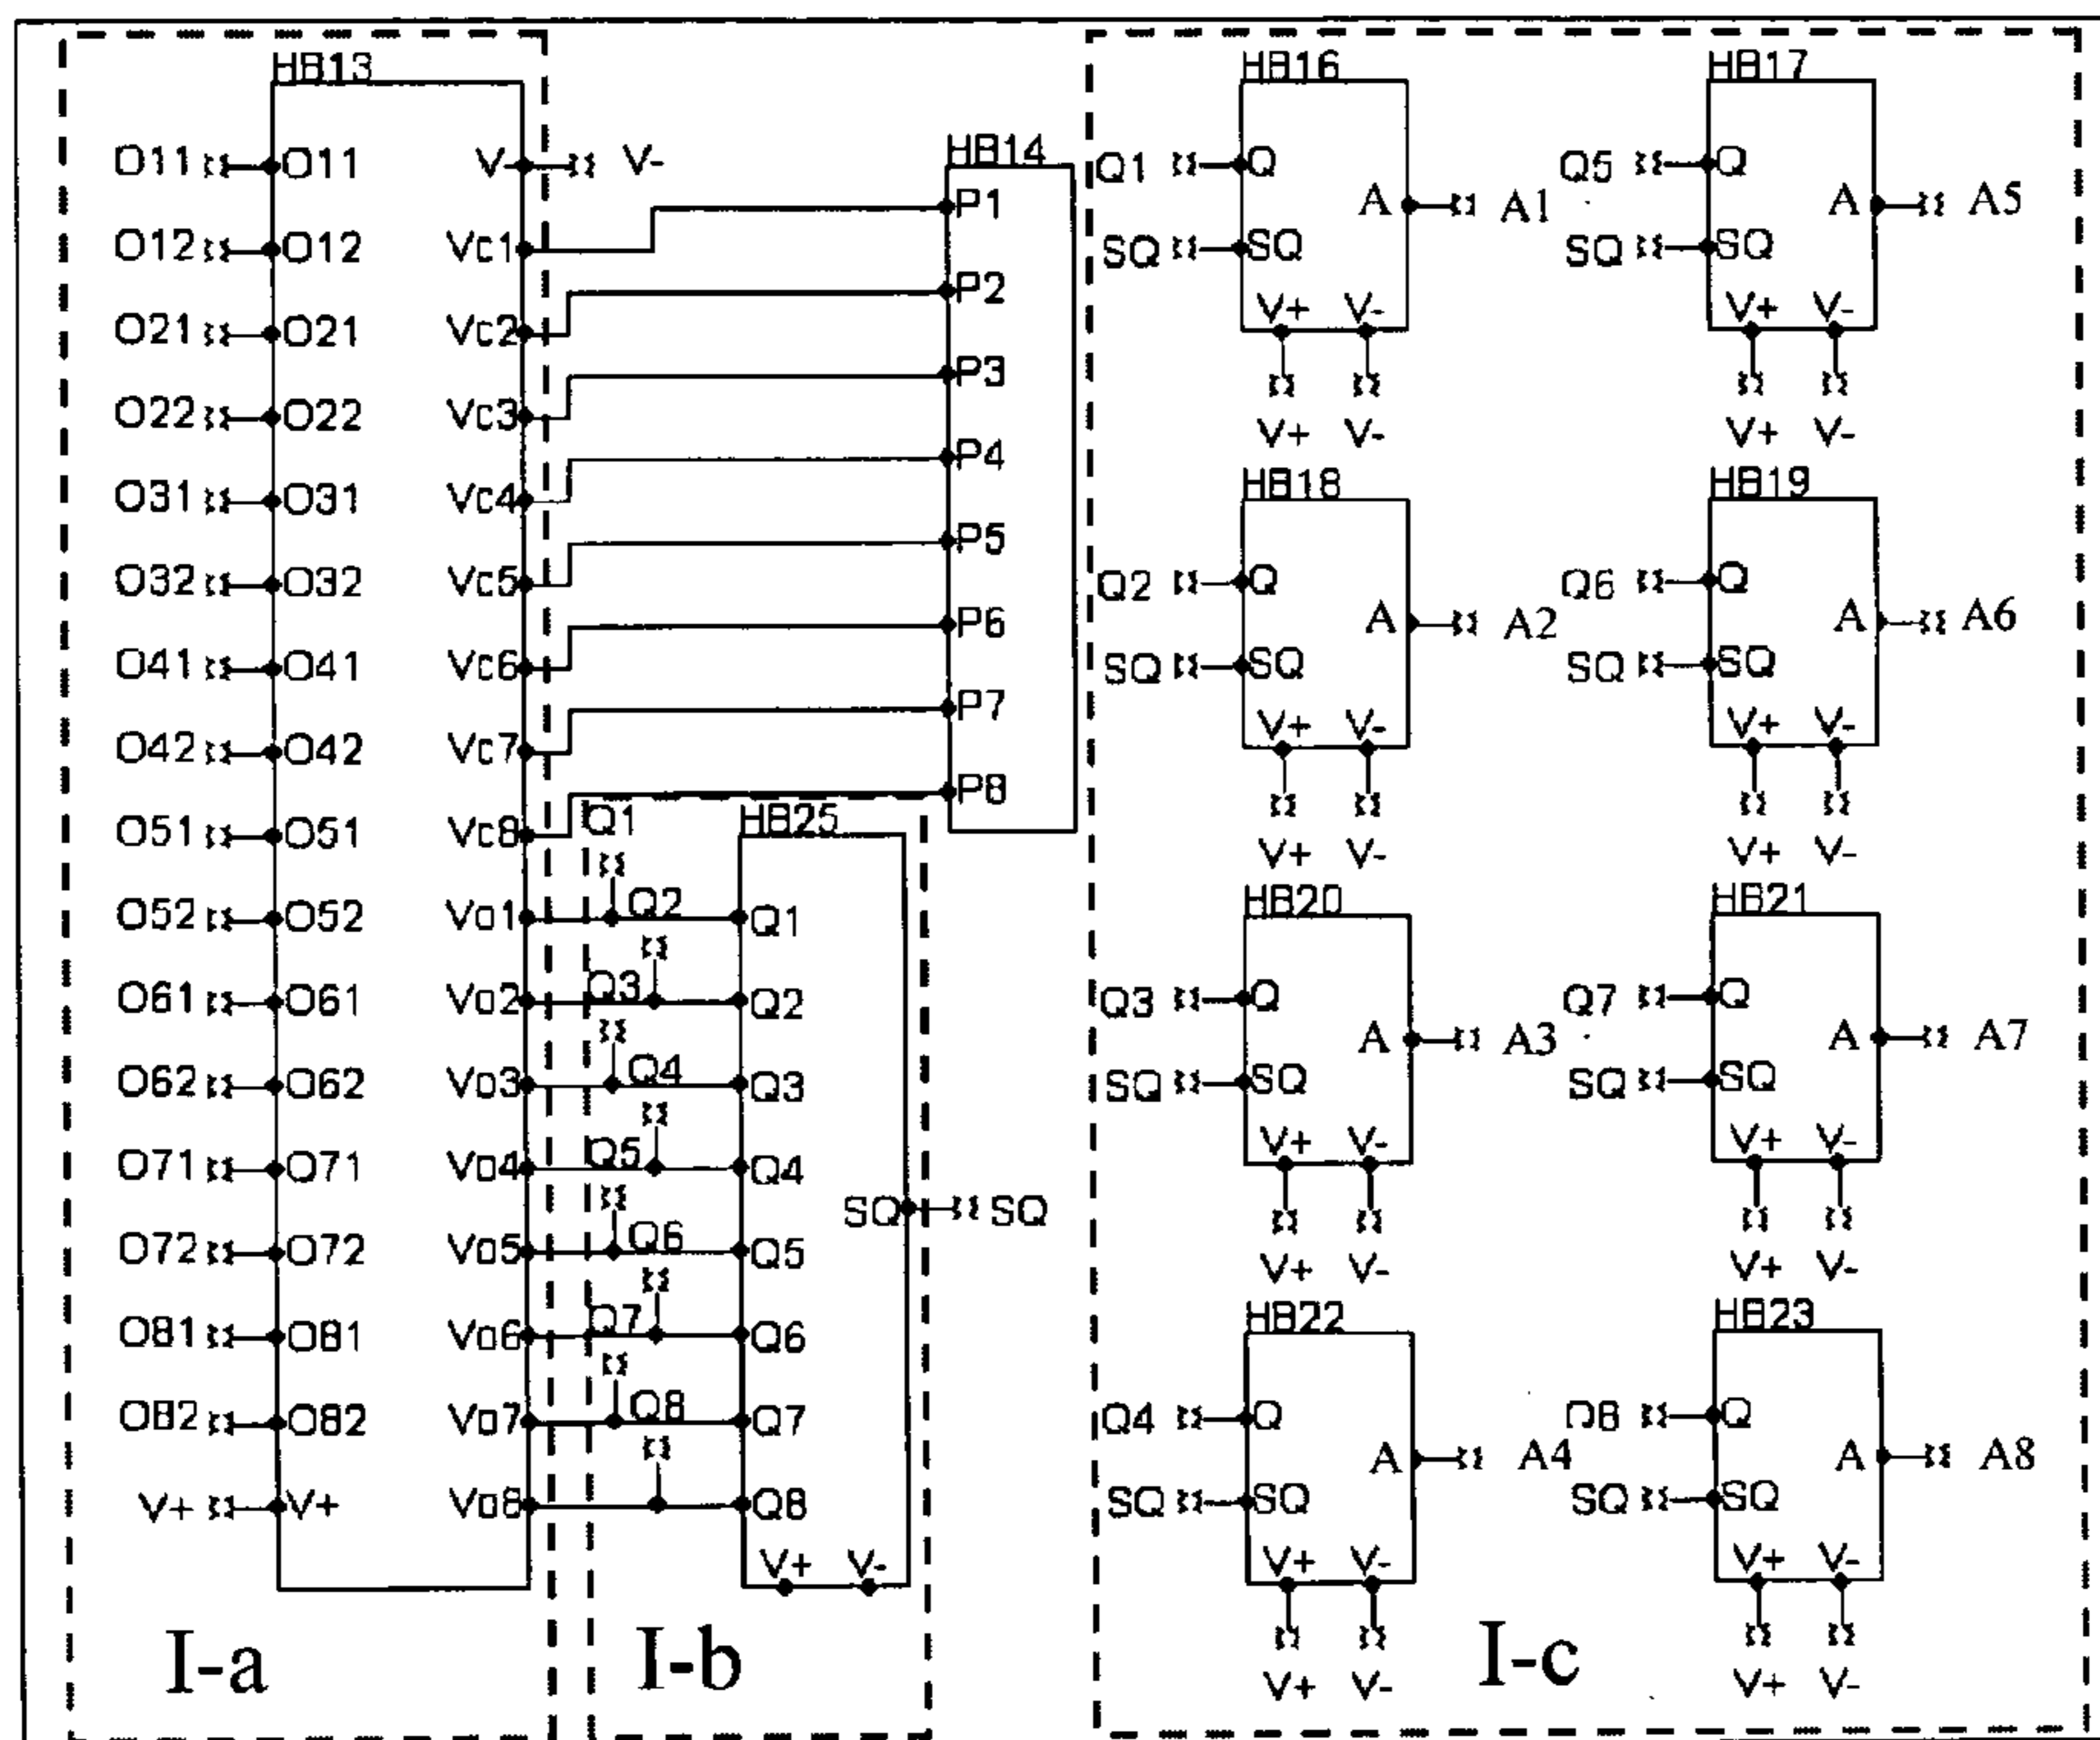 HB13
O11 O11 V- V-
O12 O12 Vc1
O21 O21 Vc2
O22 O22 Vc3
O31 O31 Vc4
O32 O32 Vc5
O41 O41 Vc6
O42 O42 Vc7
O51 O51 Vc8
O52 O52 Vo1
O61 O61 Vo2
O62 O62 Vo3
O71 O71 Vo4
O72 O72 Vo5
O81 O81 Vo6
O82 O82 Vo7
V+ V+ Vo8
I-a
HB14
P1
P2
P3
P4
P5
P6
P7
P8
Q1 HB25
Q2 Q1
Q3 Q2
Q4 Q3
Q5 Q4
SQ SQ
Q6 Q5
Q7 Q6
Q8 Q7
Q8
V+ V-
I-b
HB16
Q1 Q
A A1
SQ SQ
V+ V-
V+ V-
HB17
Q5 Q
A A5
SQ SQ
V+ V-
V+ V-
HB18
Q2 Q
A A2
SQ SQ
V+ V-
V+ V-
HB19
Q6 Q
A A6
SQ SQ
V+ V-
V+ V-
HB20
Q3 Q
A A3
SQ SQ
V+ V-
V+ V-
HB21
Q7 Q
A A7
SQ SQ
V+ V-
V+ V-
HB22
Q4 Q
A A4
SQ SQ
V+ V-
V+ V-
HB23
Q8 Q
A A8
SQ SQ
V+ V-
V+ V-
I-c